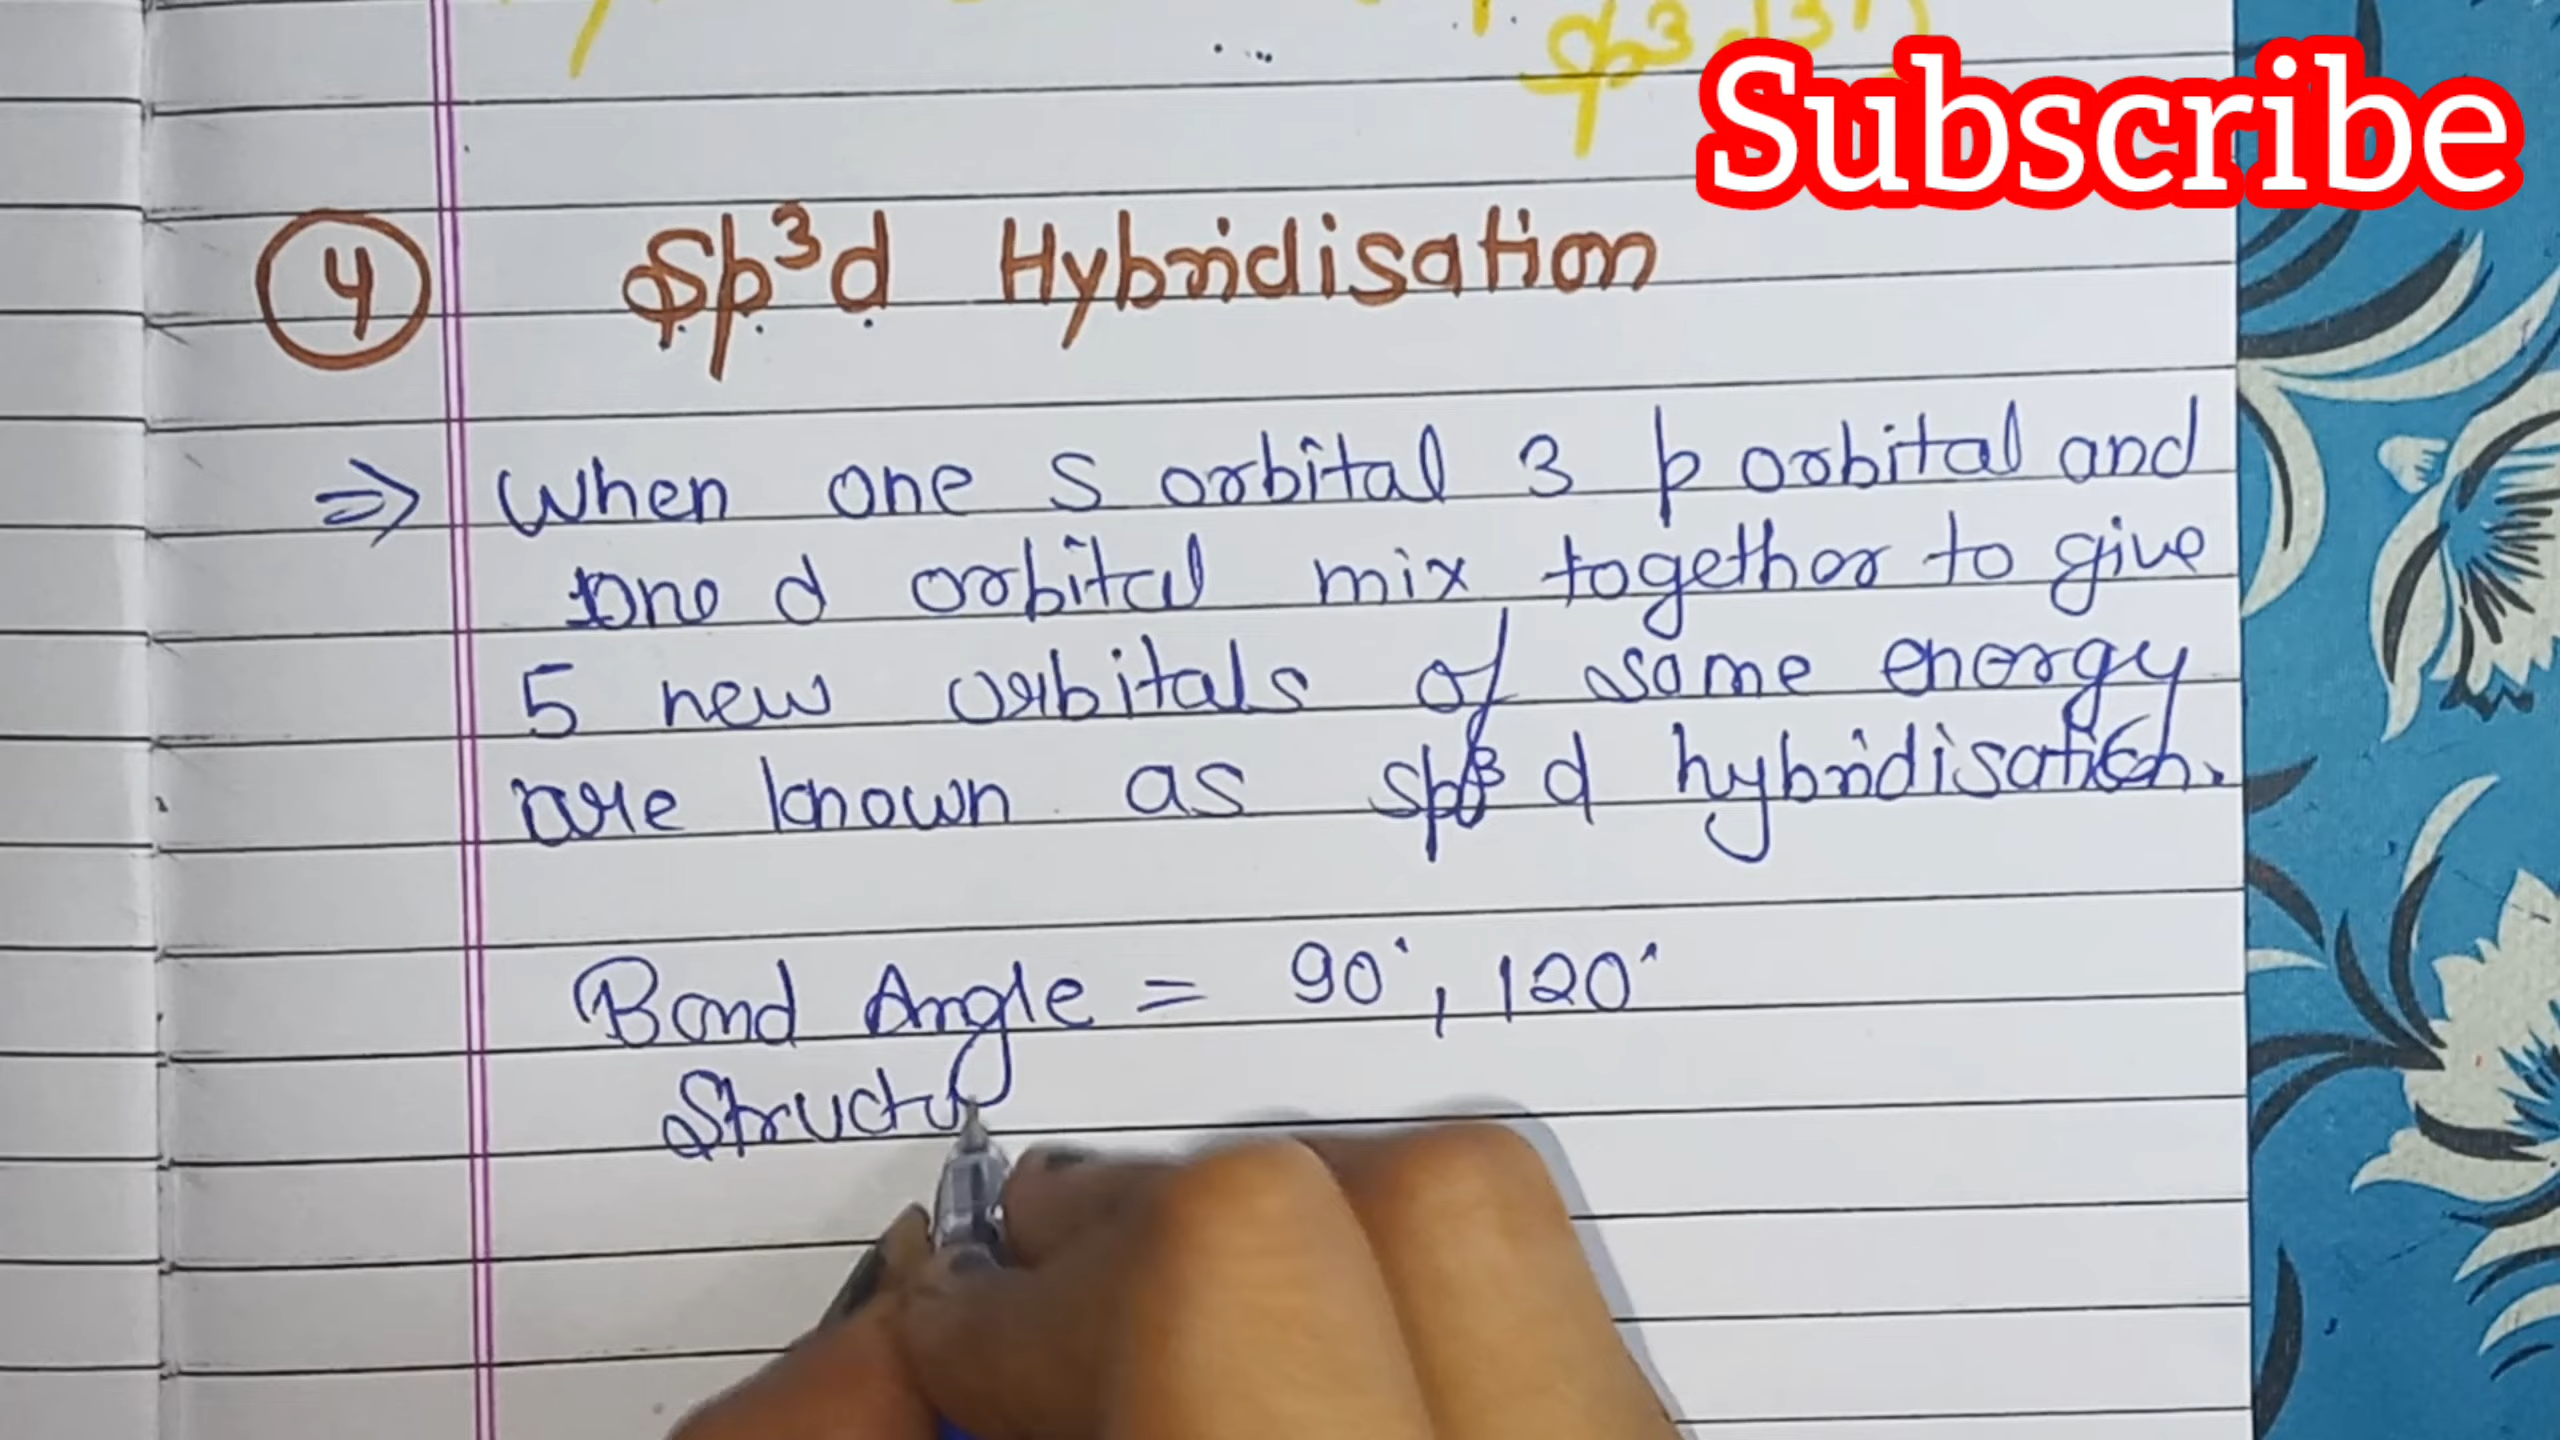 sp³d³
Subscribe
4 Sp³d Hybridisation
⇒ When one s orbital 3 p orbital and
one d orbital mix together to give
5 new orbitals of same energy
are known as sp³ d hybridisation.
Bond Angle = 90°, 120°
Structu